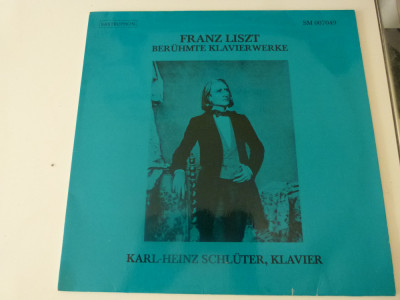 FRANZ LISZT
BERÜHMTE KLAVIERWERKE
KARL-HEINZ SCHLÜTER, KLAVIER